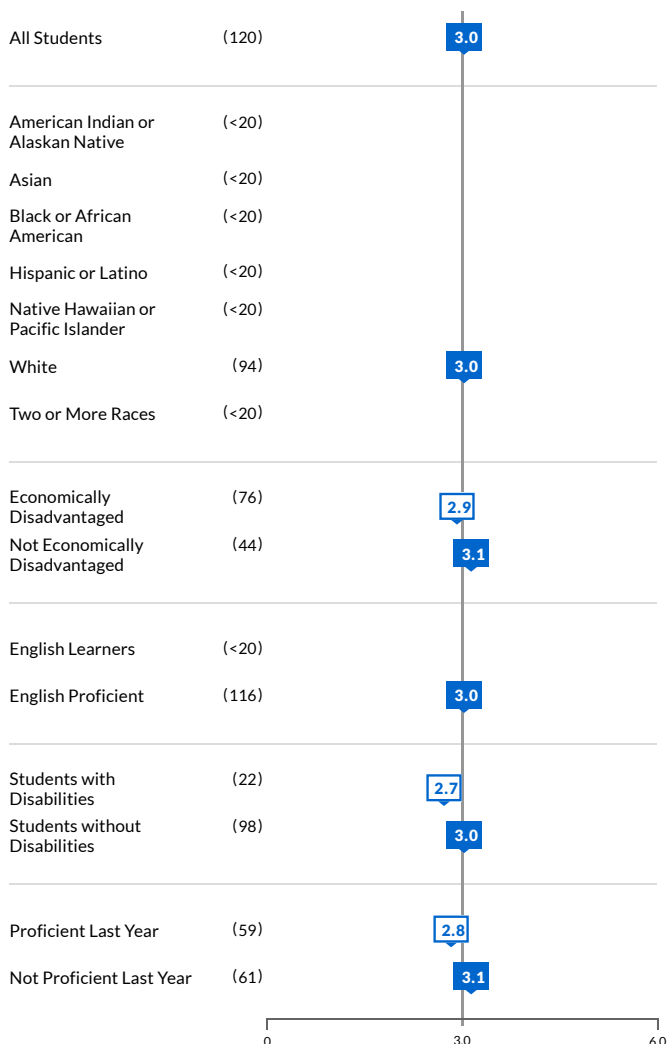 All Students (120) 3.0
American Indian or (<20)
Alaskan Native
Asian (<20)
Black or African (<20)
American
Hispanic or Latino (<20)
Native Hawaiian or (<20)
Pacific Islander
White (94) 3.0
Two or More Races (<20)
Economically (76) 2.9
Disadvantaged
Not Economically (44) 3.1
Disadvantaged
English Learners (<20)
English Proficient (116) 3.0
Students with (22) 2.7
Disabilities
Students without (98) 3.0
Disabilities
Proficient Last Year (59) 2.8
Not Proficient Last Year (61) 3.1
0 3.0 6.0